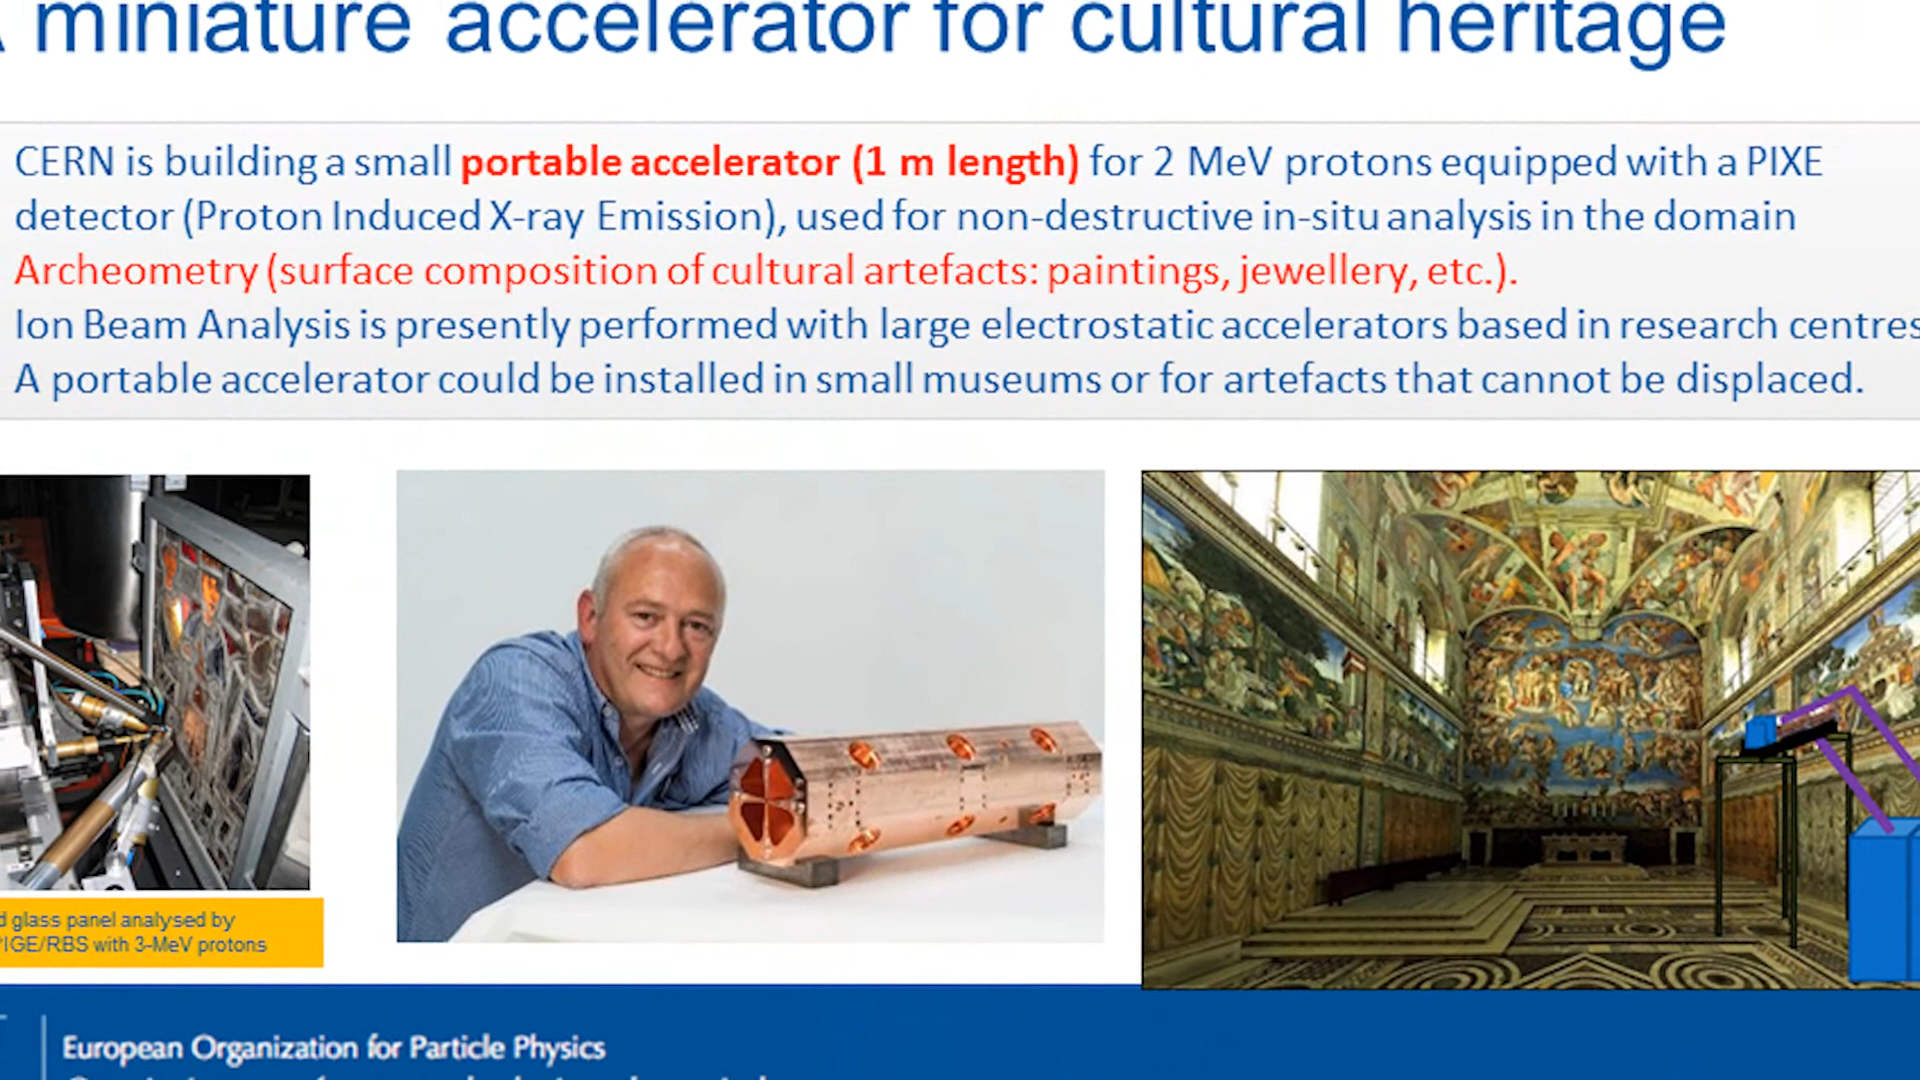 miniature accelerator for cultural heritage
CERN is building a small portable accelerator (1 m length) for 2 MeV protons equipped with a PIXE
detector (Proton Induced X-ray Emission), used for non-destructive in-situ analysis in the domain
Archeometry (surface composition of cultural artefacts: paintings, jewellery, etc.).
Ion Beam Analysis is presently performed with large electrostatic accelerators based in research centres
A portable accelerator could be installed in small museums or for artefacts that cannot be displaced.
glass panel analysed by
IGE/RBS with 3-MeV protons
European Organization for Particle Physics